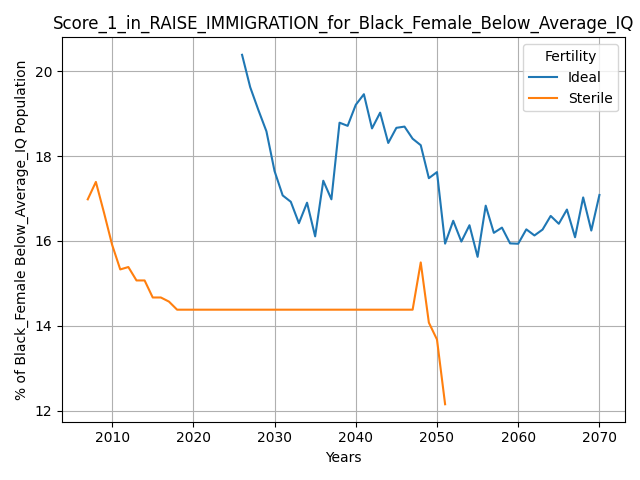 Score_1_in_RAISE_IMMIGRATION_for_Black_Female_Below_Average_IQ
% of Black_Female Below_Average_IQ Population
20
18
16
14
12
Fertility
Ideal
Sterile
2010 2020 2030 2040 2050 2060 2070
Years